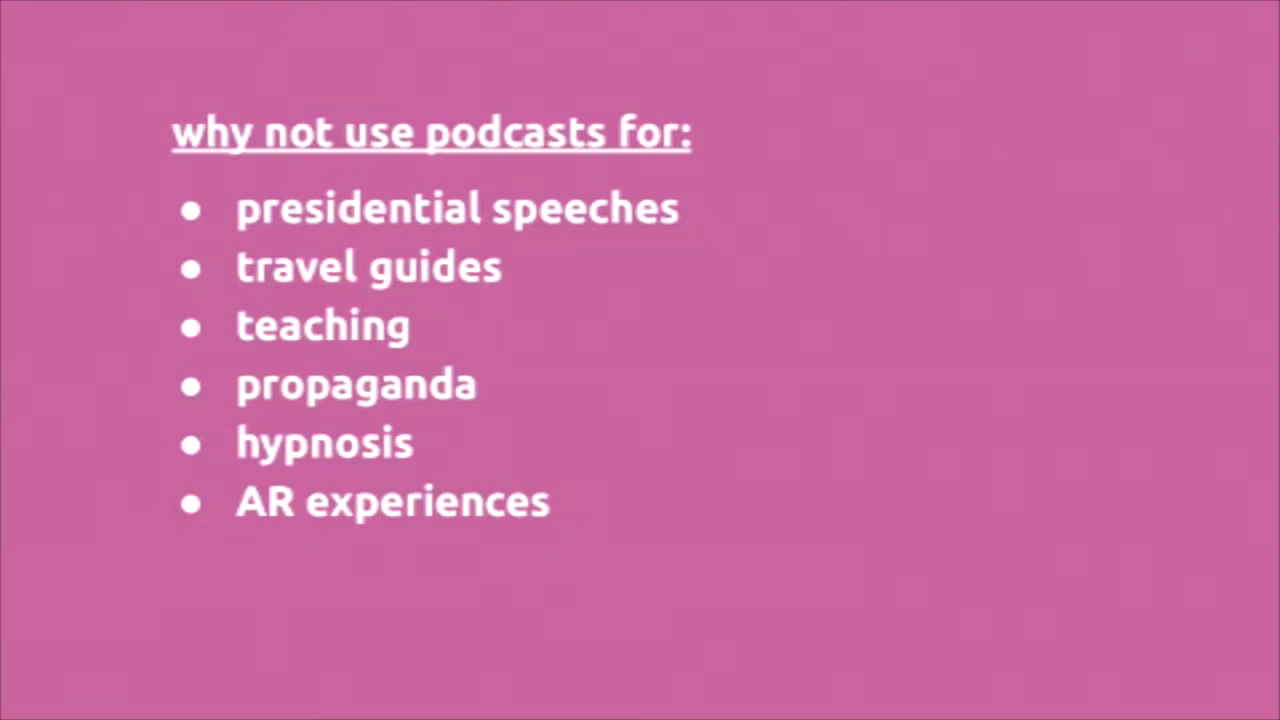 why not use podcasts for:
● presidential speeches
● travel guides
● teaching
● propaganda
● hypnosis
● AR experiences